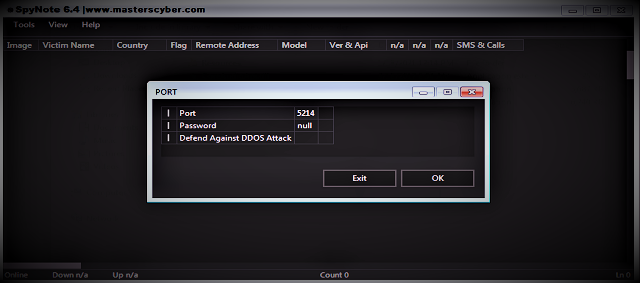 SpyNote 6.4 |www.masterscyber.com
Tools View Help
Image Victim Name Country Flag Remote Address Model Ver & Api n/a n/a n/a SMS & Calls
PORT
Port 5214
Password null
Defend Against DDOS Attack
Exit OK
Online Down n/a Up n/a Count 0 Ln 0